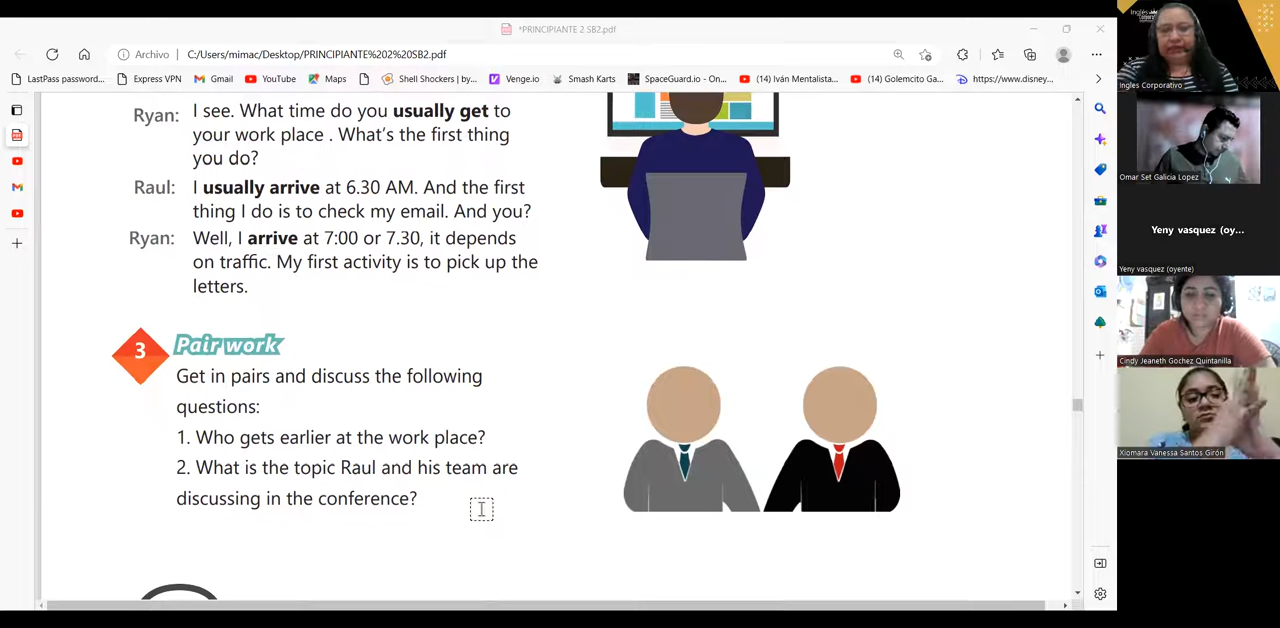 *PRINCIPIANTE 2 SB2.pdf
Archivo
C:/Users/mimac/Desktop/PRINCIPIANTE%202%20SB2.pdf
LastPass password...
Express VPN
Gmail
YouTube
Maps
Shell Shockers | by...
Venge.io
Smash Karts
SpaceGuard.io - On...
(14) Iván Mentalista...
(14) Golemcito Ga...
https://www.disney...
Ryan: I see. What time do you usually get to
your work place . What's the first thing
you do?
Raul: I usually arrive at 6.30 AM. And the first
thing I do is to check my email. And you?
Ryan: Well, I arrive at 7:00 or 7.30, it depends
on traffic. My first activity is to pick up the
letters.
3 Pair work
Get in pairs and discuss the following
questions:
1. Who gets earlier at the work place?
2. What is the topic Raul and his team are
discussing in the conference?
Inglés
Ingles Corporativo
Omar Set Galicia Lopez
Yeny vasquez (oy...
Yeny vasquez (oyente)
Cindy Jeaneth Gochez Quintanilla
Xiomara Vanessa Santos Girón